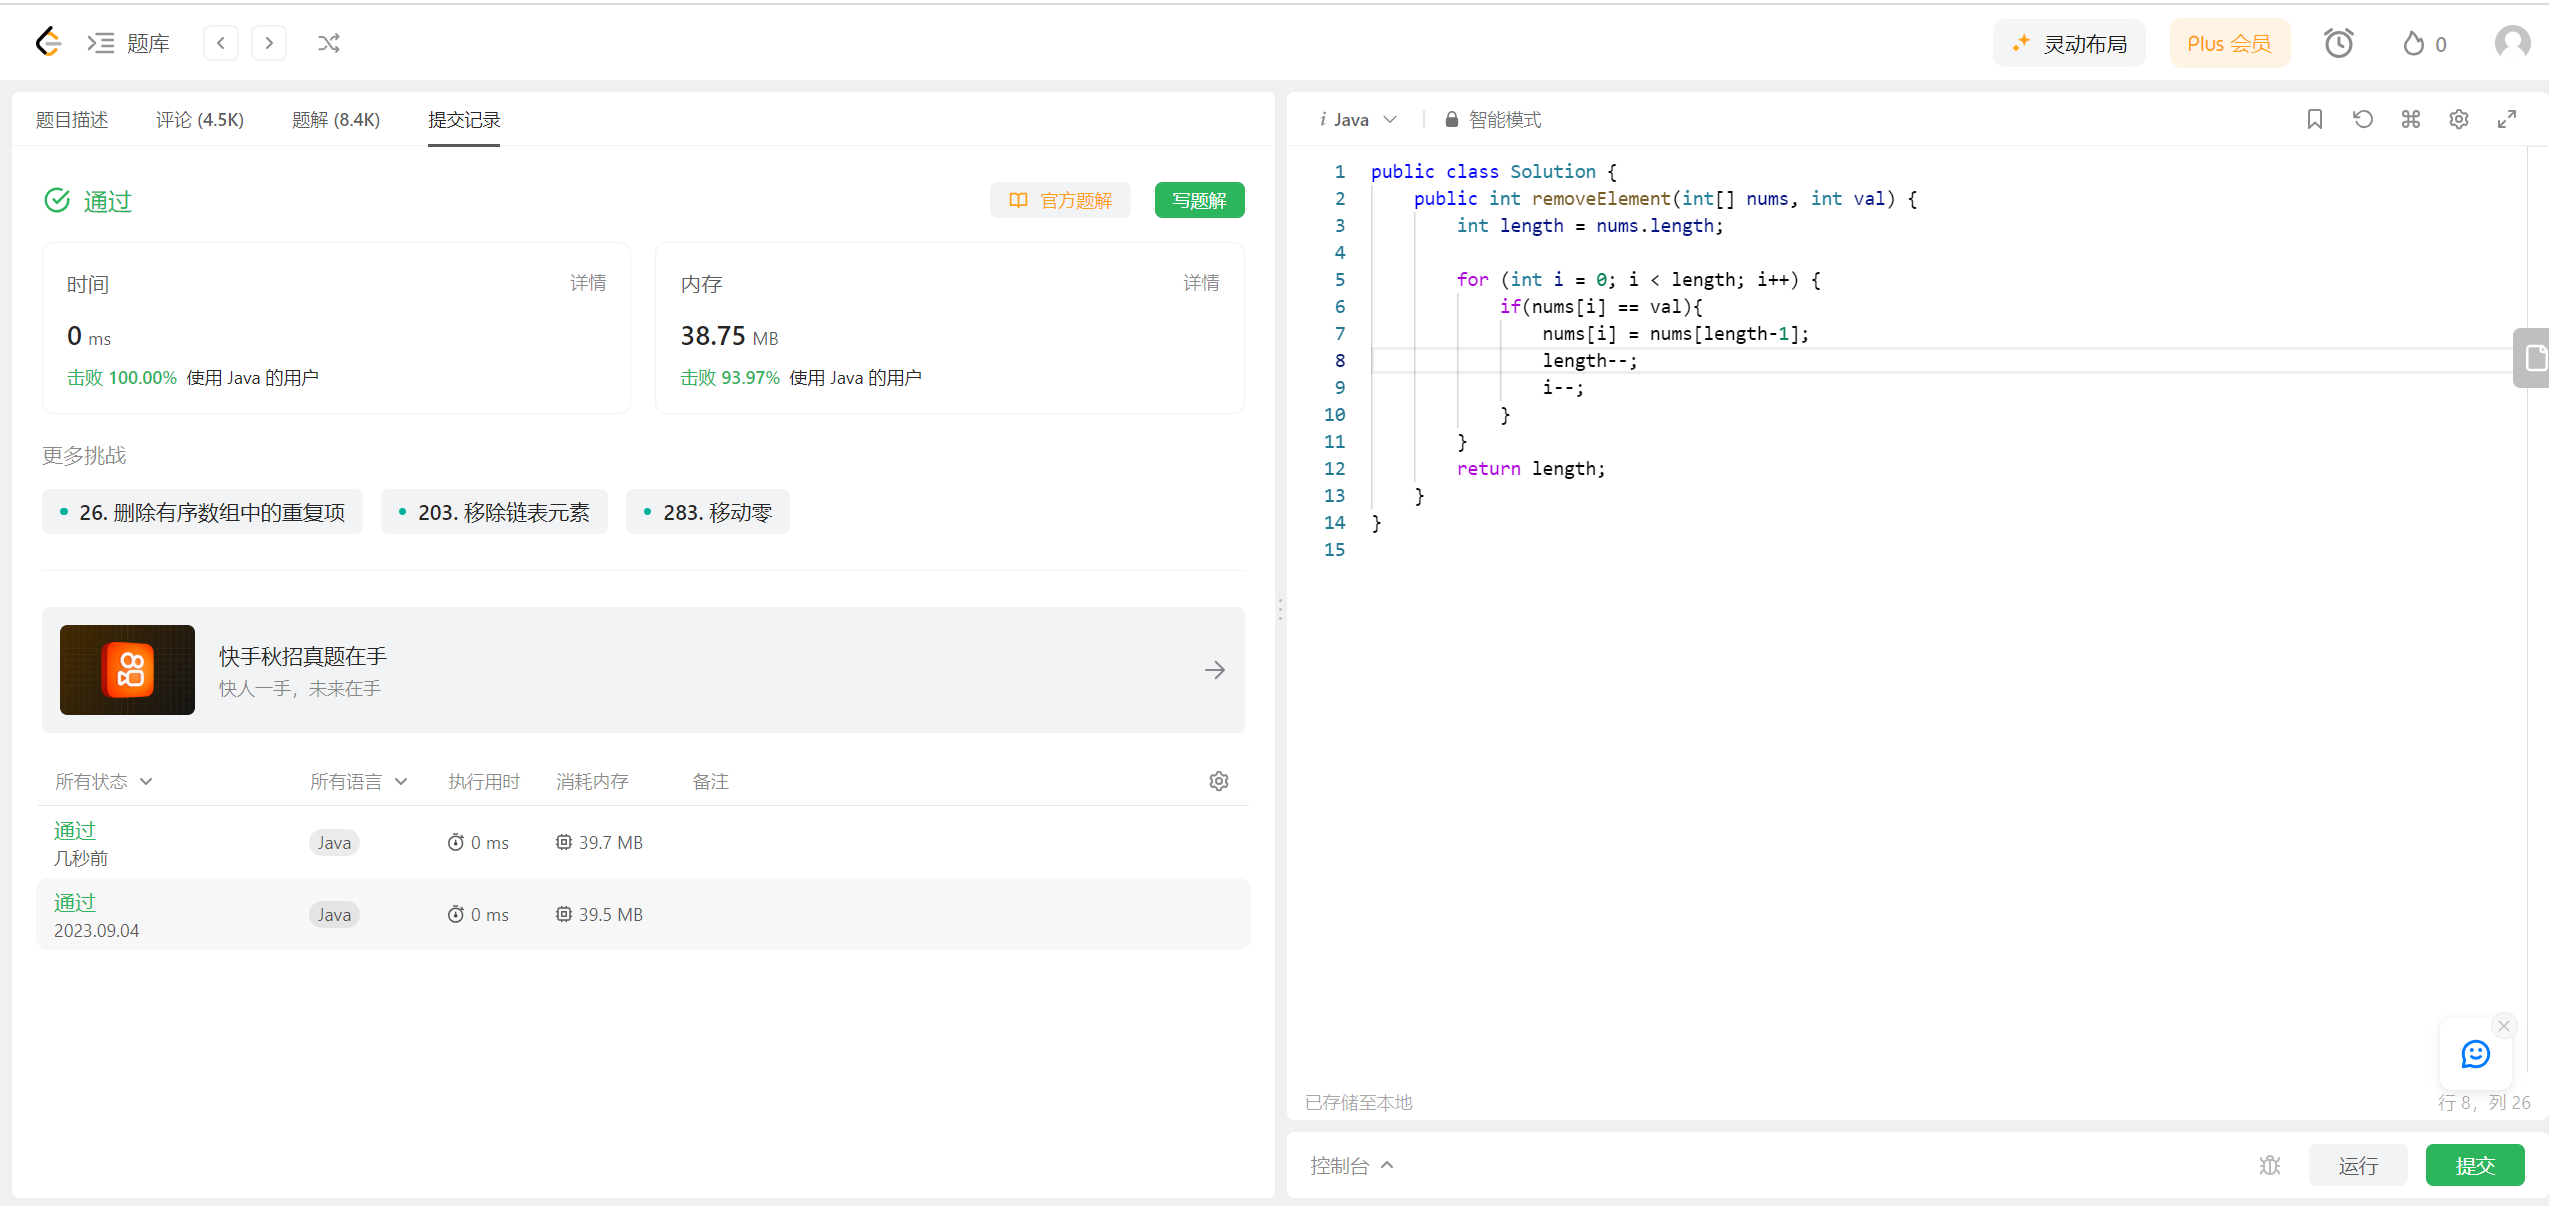 题库
灵动布局
Plus 会员
0
题目描述
评论 (4.5K)
题解 (8.4K)
提交记录
通过
官方题解
写题解
时间
详情
0 ms
击败 100.00% 使用 Java 的用户
内存
详情
38.75 MB
击败 93.97% 使用 Java 的用户
更多挑战
26. 删除有序数组中的重复项
203. 移除链表元素
283. 移动零
快手秋招真题在手
快人一手，未来在手
所有状态 所有语言 执行用时 消耗内存 备注
通过
几秒前
Java 0 ms 39.7 MB
通过
2023.09.04
Java 0 ms 39.5 MB
i Java
智能模式
1 public class Solution {
2     public int removeElement(int[] nums, int val) {
3         int length = nums.length;
4
5         for (int i = 0; i < length; i++) {
6             if(nums[i] == val){
7                 nums[i] = nums[length-1];
8                 length--;
9                 i--;
10             }
11         }
12         return length;
13     }
14 }
15
已存储至本地
行 8，列 26
控制台
运行
提交